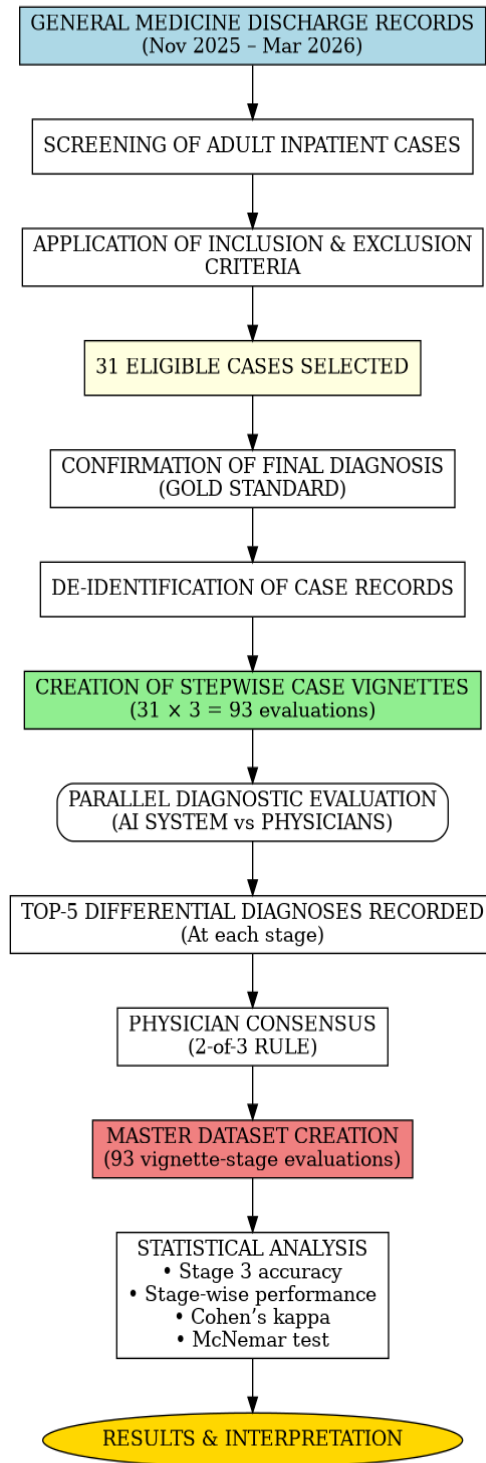 GENERAL MEDICINE DISCHARGE RECORDS
(Nov 2025 – Mar 2026)
SCREENING OF ADULT INPATIENT CASES
APPLICATION OF INCLUSION & EXCLUSION
CRITERIA
31 ELIGIBLE CASES SELECTED
CONFIRMATION OF FINAL DIAGNOSIS
(GOLD STANDARD)
DE-IDENTIFICATION OF CASE RECORDS
CREATION OF STEPWISE CASE VIGNETTES
(31 × 3 = 93 evaluations)
PARALLEL DIAGNOSTIC EVALUATION
(AI SYSTEM vs PHYSICIANS)
TOP-5 DIFFERENTIAL DIAGNOSES RECORDED
(At each stage)
PHYSICIAN CONSENSUS
(2-of-3 RULE)
MASTER DATASET CREATION
(93 vignette-stage evaluations)
STATISTICAL ANALYSIS
• Stage 3 accuracy
• Stage-wise performance
• Cohen’s kappa
• McNemar test
RESULTS & INTERPRETATION